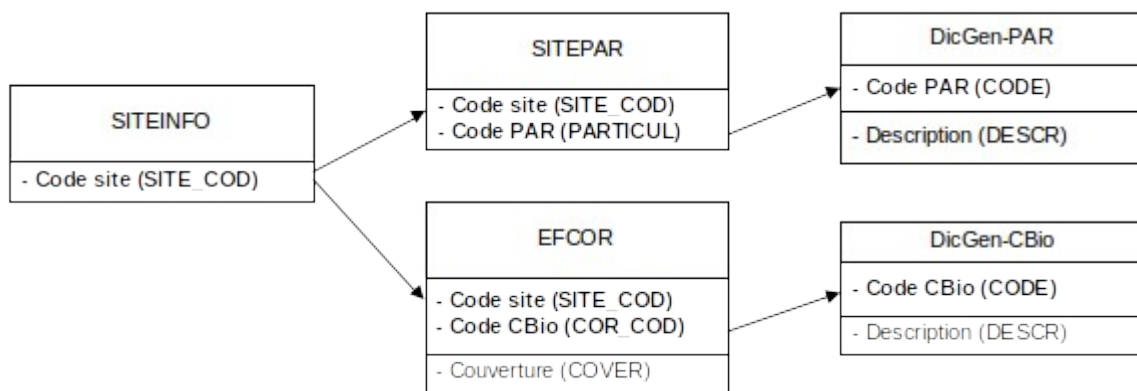 SITEINFO
- Code site (SITE_COD)
SITEPAR
- Code site (SITE_COD)
- Code PAR (PARTICUL)
DicGen-PAR
- Code PAR (CODE)
- Description (DESCR)
EFCOR
- Code site (SITE_COD)
- Code CBio (COR_COD)
- Couverture (COVER)
DicGen-CBio
- Code CBio (CODE)
- Description (DESCR)